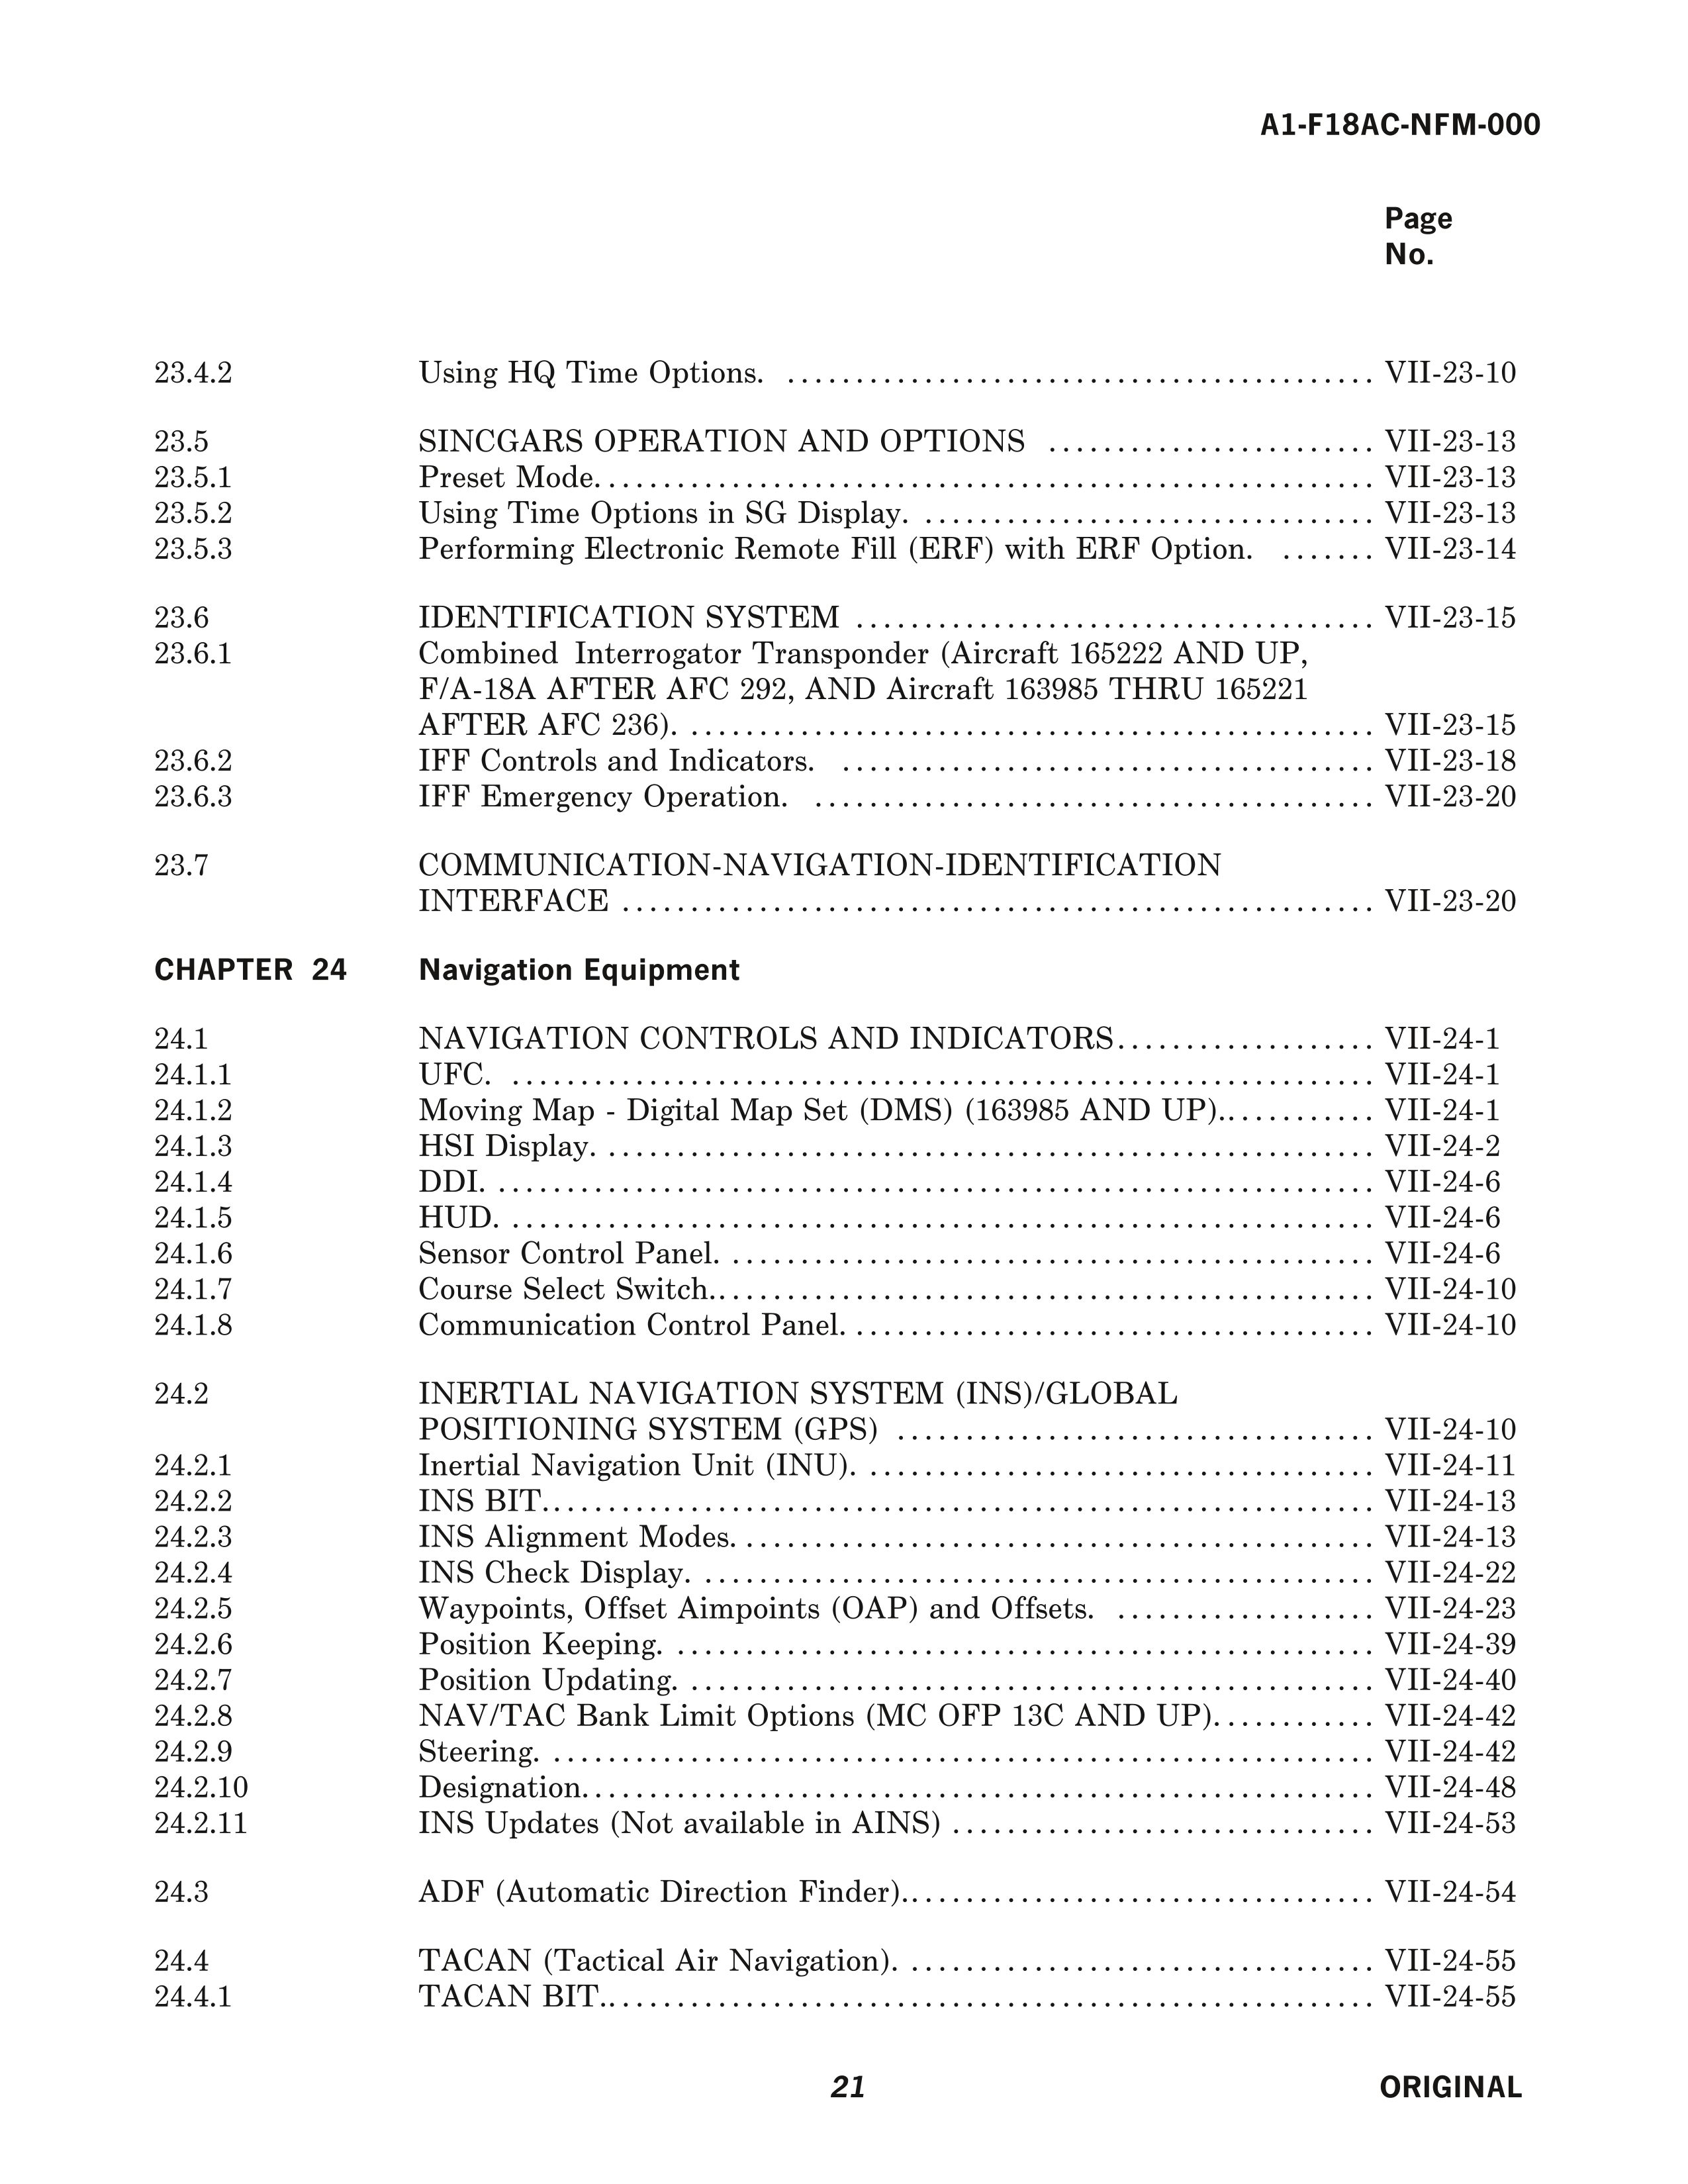 A1-F18AC-NFM-000
Page
No.
23.4.2 Using HQ Time Options. ........................................... VII-23-10
23.5 SINCGARS OPERATION AND OPTIONS ........................ VII-23-13
23.5.1 Preset Mode......................................................... VII-23-13
23.5.2 Using Time Options in SG Display. ................................. VII-23-13
23.5.3 Performing Electronic Remote Fill (ERF) with ERF Option. ....... VII-23-14
23.6 IDENTIFICATION SYSTEM ...................................... VII-23-15
23.6.1 Combined Interrogator Transponder (Aircraft 165222 AND UP,
F/A-18A AFTER AFC 292, AND Aircraft 163985 THRU 165221
AFTER AFC 236). .................................................. VII-23-15
23.6.2 IFF Controls and Indicators. ....................................... VII-23-18
23.6.3 IFF Emergency Operation. ......................................... VII-23-20
23.7 COMMUNICATION-NAVIGATION-IDENTIFICATION
INTERFACE ....................................................... VII-23-20
CHAPTER 24 Navigation Equipment
24.1 NAVIGATION CONTROLS AND INDICATORS................... VII-24-1
24.1.1 UFC. ............................................................... VII-24-1
24.1.2 Moving Map - Digital Map Set (DMS) (163985 AND UP)............ VII-24-1
24.1.3 HSI Display. ........................................................ VII-24-2
24.1.4 DDI. ................................................................ VII-24-6
24.1.5 HUD. ............................................................... VII-24-6
24.1.6 Sensor Control Panel. ............................................... VII-24-6
24.1.7 Course Select Switch................................................. VII-24-10
24.1.8 Communication Control Panel. ...................................... VII-24-10
24.2 INERTIAL NAVIGATION SYSTEM (INS)/GLOBAL
POSITIONING SYSTEM (GPS) ................................... VII-24-10
24.2.1 Inertial Navigation Unit (INU). ..................................... VII-24-11
24.2.2 INS BIT............................................................. VII-24-13
24.2.3 INS Alignment Modes. .............................................. VII-24-13
24.2.4 INS Check Display. ................................................. VII-24-22
24.2.5 Waypoints, Offset Aimpoints (OAP) and Offsets. ................... VII-24-23
24.2.6 Position Keeping. ................................................... VII-24-39
24.2.7 Position Updating. .................................................. VII-24-40
24.2.8 NAV/TAC Bank Limit Options (MC OFP 13C AND UP)............ VII-24-42
24.2.9 Steering. ............................................................ VII-24-42
24.2.10 Designation.......................................................... VII-24-48
24.2.11 INS Updates (Not available in AINS) ............................... VII-24-53
24.3 ADF (Automatic Direction Finder)................................... VII-24-54
24.4 TACAN (Tactical Air Navigation). .................................. VII-24-55
24.4.1 TACAN BIT......................................................... VII-24-55
21 ORIGINAL